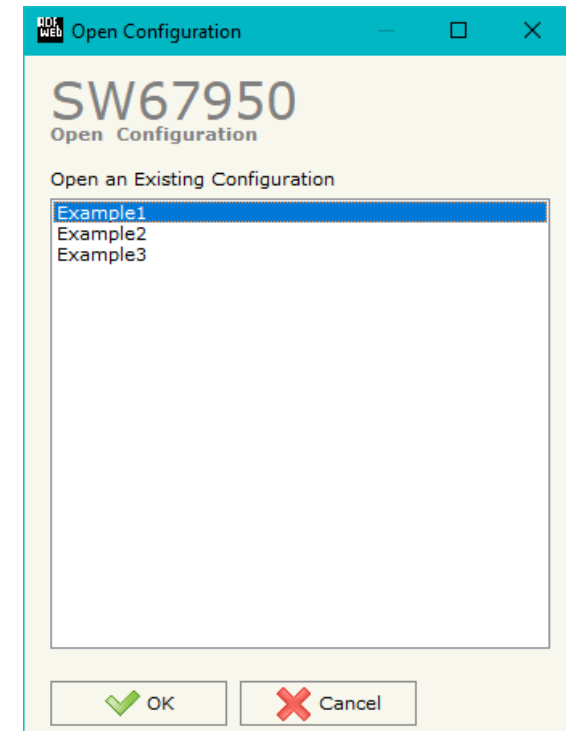 ADF
WEB Open Configuration
SW67950
Open Configuration
Open an Existing Configuration
Example1
Example2
Example3
OK Cancel